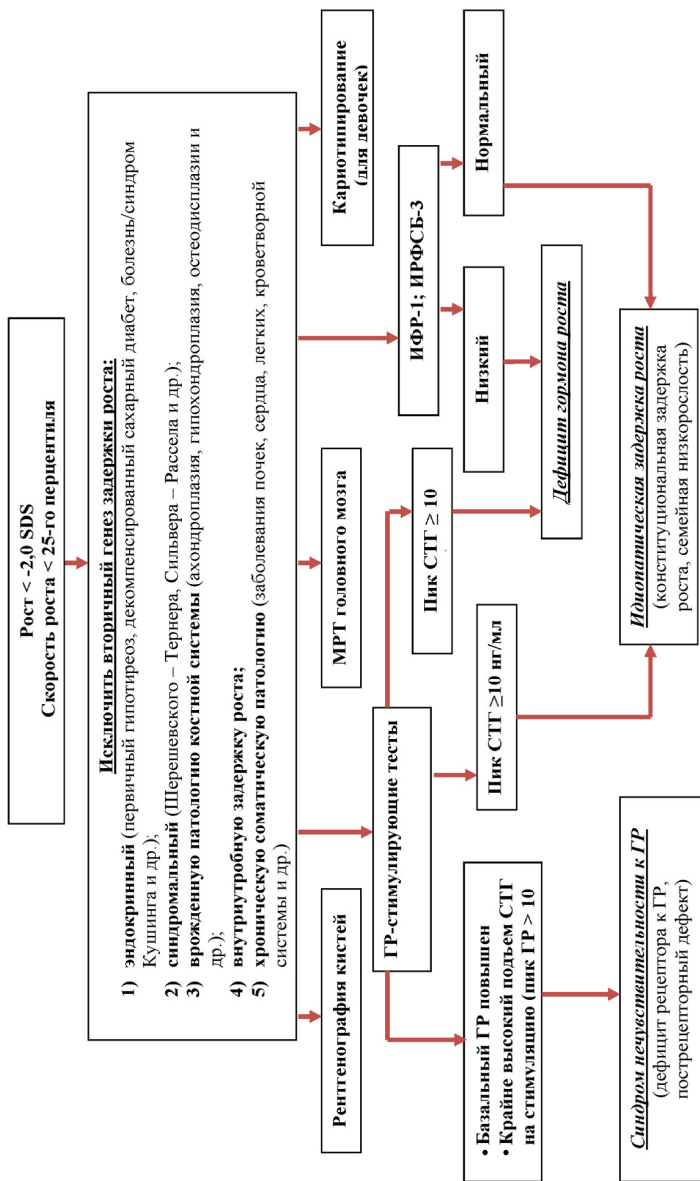 Рост < -2,0 SDS
Скорость роста < 25-го перцентиля
Исключить вторичный генез задержки роста:
1) эндокринный (первичный гипотиреоз, декомпенсированный сахарный диабет, болезнь/синдром
Кушинга и др.);
2) синдромальный (Шерешевского – Тернера, Сильвера – Рассела и др.);
3) врожденную патологию костной системы (ахондроплазия, гипохондроплазия, остеодисплазии и
др.);
4) внутриутробную задержку роста;
5) хроническую соматическую патологию (заболевания почек, сердца, легких, кроветворной
системы и др.)
Рентгенография кистей
МРТ головного мозга
Кариотипирование
(для девочек)
ГР-стимулирующие тесты
ИФР-1; ИРФСБ-3
• Базальный ГР повышен
• Крайне высокий подъем СТГ
на стимуляцию (пик ГР > 10
Пик СТГ ≥10 нг/мл
Пик СТГ ≥ 10
Низкий
Нормальный
Дефицит гормона роста
Синдром нечувствительности к ГР
(дефицит рецептора к ГР,
пострецепторный дефект)
Идиопатическая задержка роста
(конституциональная задержка
роста, семейная низкорослость)